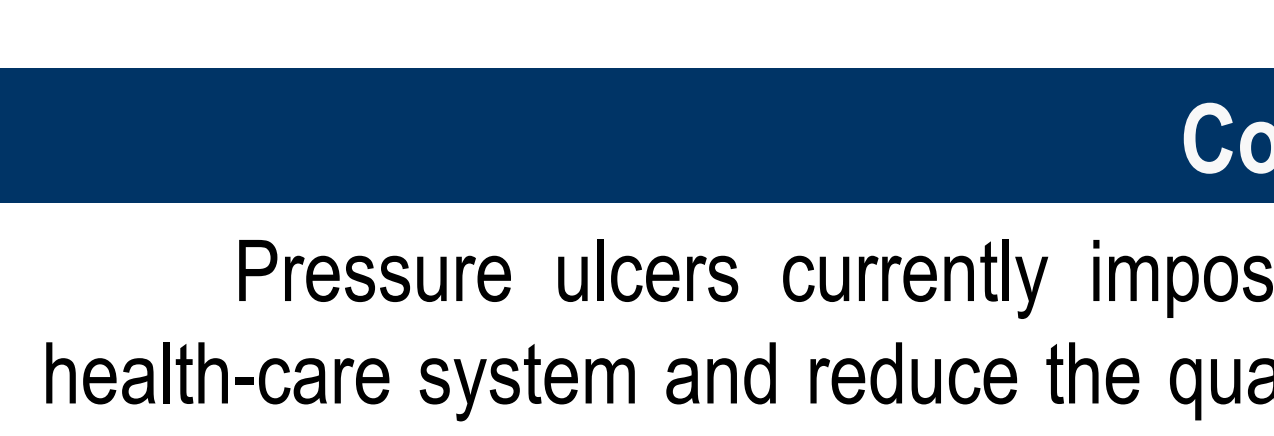 Co
Pressure ulcers currently impos
health-care system and reduce the qua